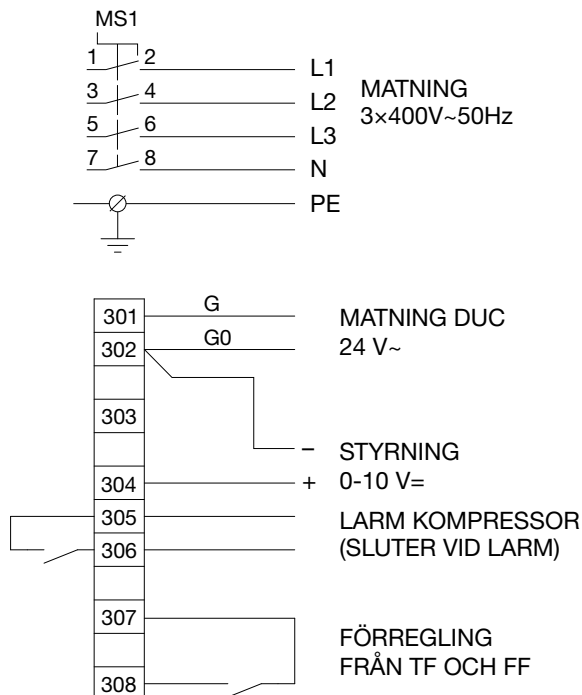 MS1
1 2 L1
3 4 L2
5 6 L3
7 8 N
PE
MATNING
3×400V~50Hz
301 G
302 G0
MATNING DUC
24 V~
303
304
–
+
STYRNING
0-10 V=
305
306
LARM KOMPRESSOR
(SLUTER VID LARM)
307
308
FÖRREGLING
FRÅN TF OCH FF